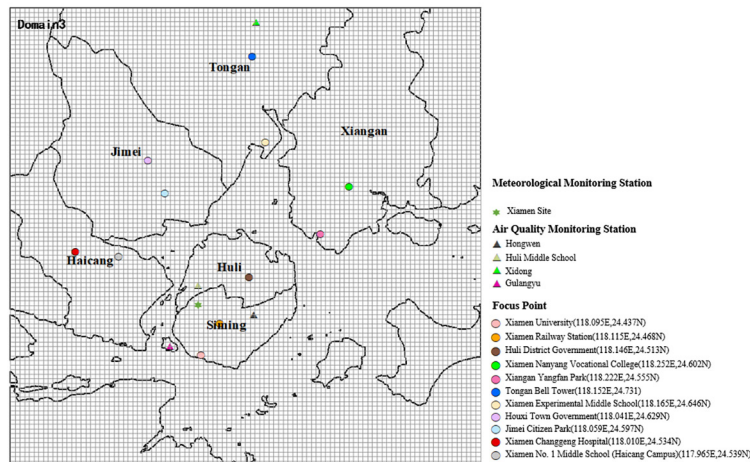 Domain3
Tongan
Xiangan
Jimei
Haicang
Huli
Siming
Meteorological Monitoring Station
Xiamen Site
Air Quality Monitoring Station
Hongwen
Huli Middle School
Xidong
Gulangyu
Focus Point
Xiamen University(118.095E,24.437N)
Xiamen Railway Station(118.115E,24.468N)
Huli District Government(118.146E,24.513N)
Xiamen Nanyang Vocational College(118.252E,24.602N)
Xiangan Yangfan Park(118.222E,24.555N)
Tongan Bell Tower(118.152E,24.731)
Xiamen Experimental Middle School(118.165E,24.646N)
Houxi Town Government(118.041E,24.629N)
Jimei Citizen Park(118.059E,24.597N)
Xiamen Changgeng Hospital(118.010E,24.534N)
Xiamen No. 1 Middle School (Haicang Campus)(117.965E,24.539N)